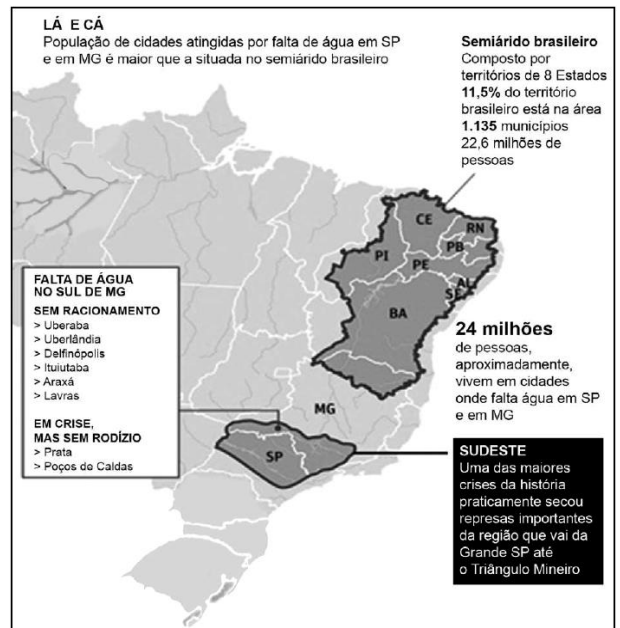 LÁ E CÁ
População de cidades atingidas por falta de água em SP
e em MG é maior que a situada no semiárido brasileiro
Semiárido brasileiro
Composto por
territórios de 8 Estados
11,5% do território
brasileiro está na área
1.135 municípios
22,6 milhões de
pessoas
CE
RN
PB
PI
PE
AL
SE
BA
FALTA DE ÁGUA
NO SUL DE MG
SEM RACIONAMENTO
> Uberaba
> Uberlândia
> Delfinópolis
> Ituiutaba
> Araxá
> Lavras
EM CRISE,
MAS SEM RODÍZIO
> Prata
> Poços de Caldas
24 milhões
de pessoas,
aproximadamente,
vivem em cidades
onde falta água em SP
e em MG
MG
SP
SUDESTE
Uma das maiores
crises da história
praticamente secou
represas importantes
da região que vai da
Grande SP até
o Triângulo Mineiro